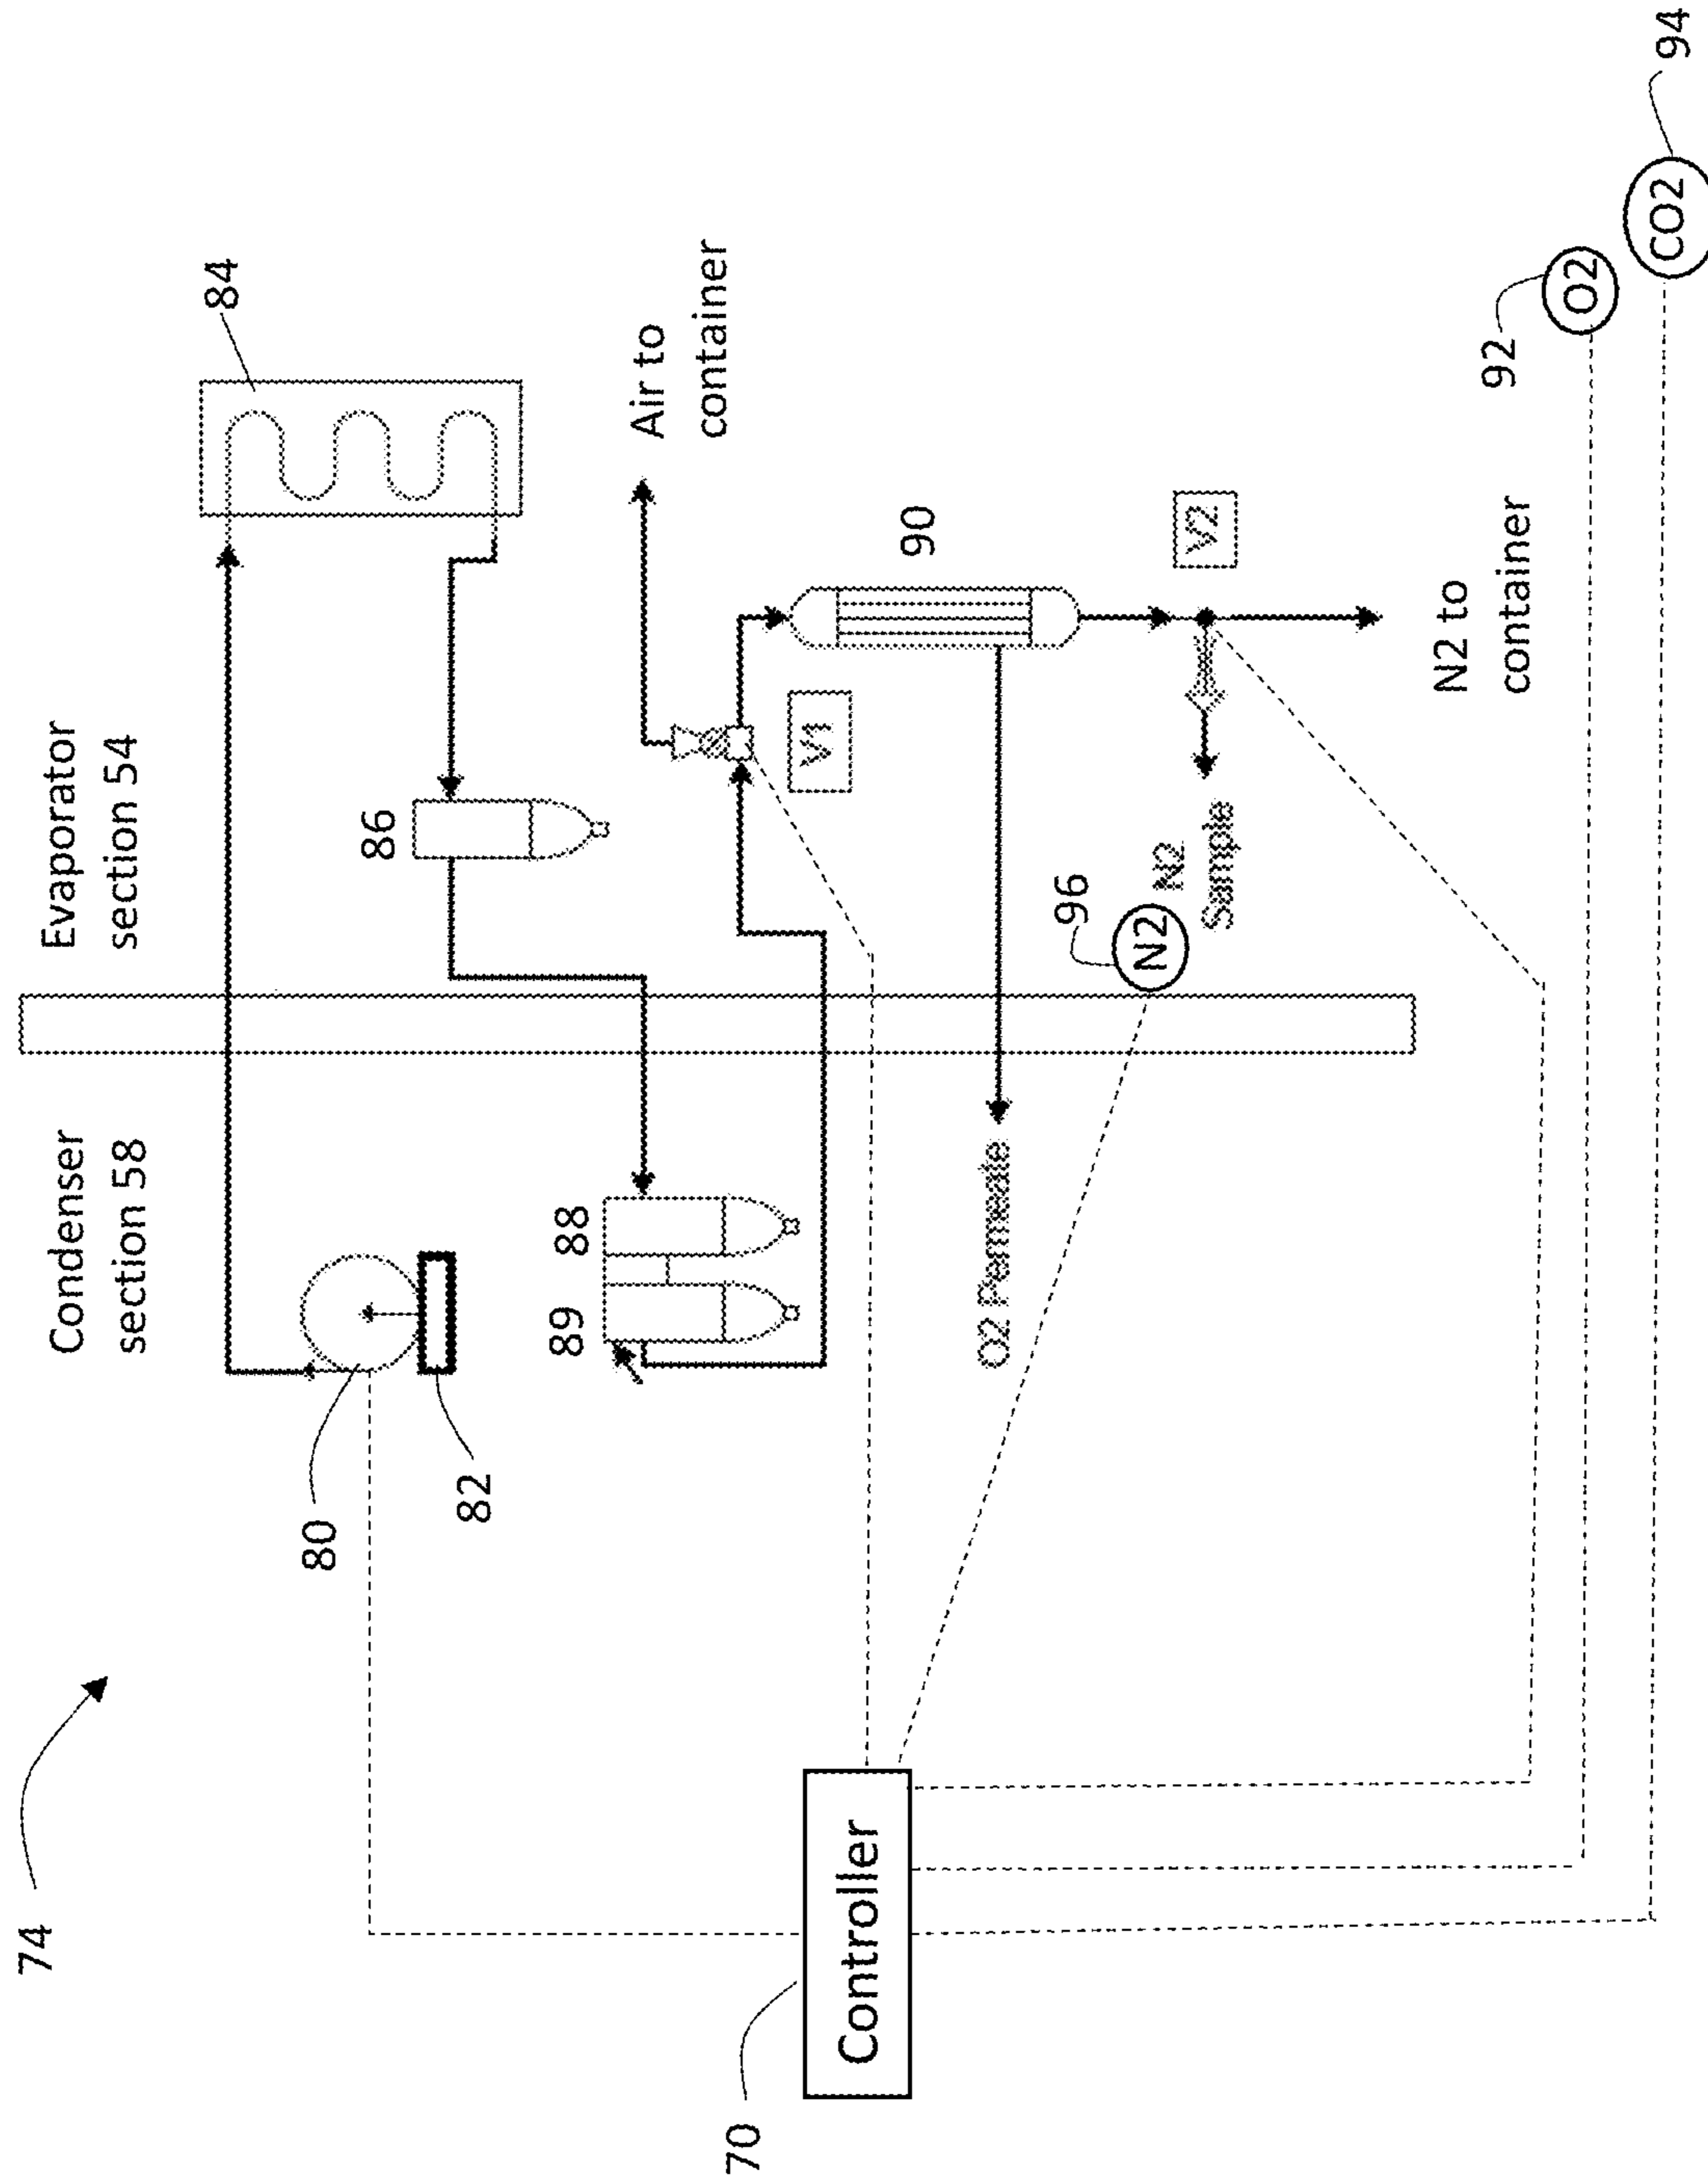 74
Condenser
section 58
Evaporator
section 54
80
82
84
86
88
89
Air to
container
V1
90
O2 Permeate
96
N2
N2
Sample
V2
N2 to
container
70
Controller
92
O2
CO2
94